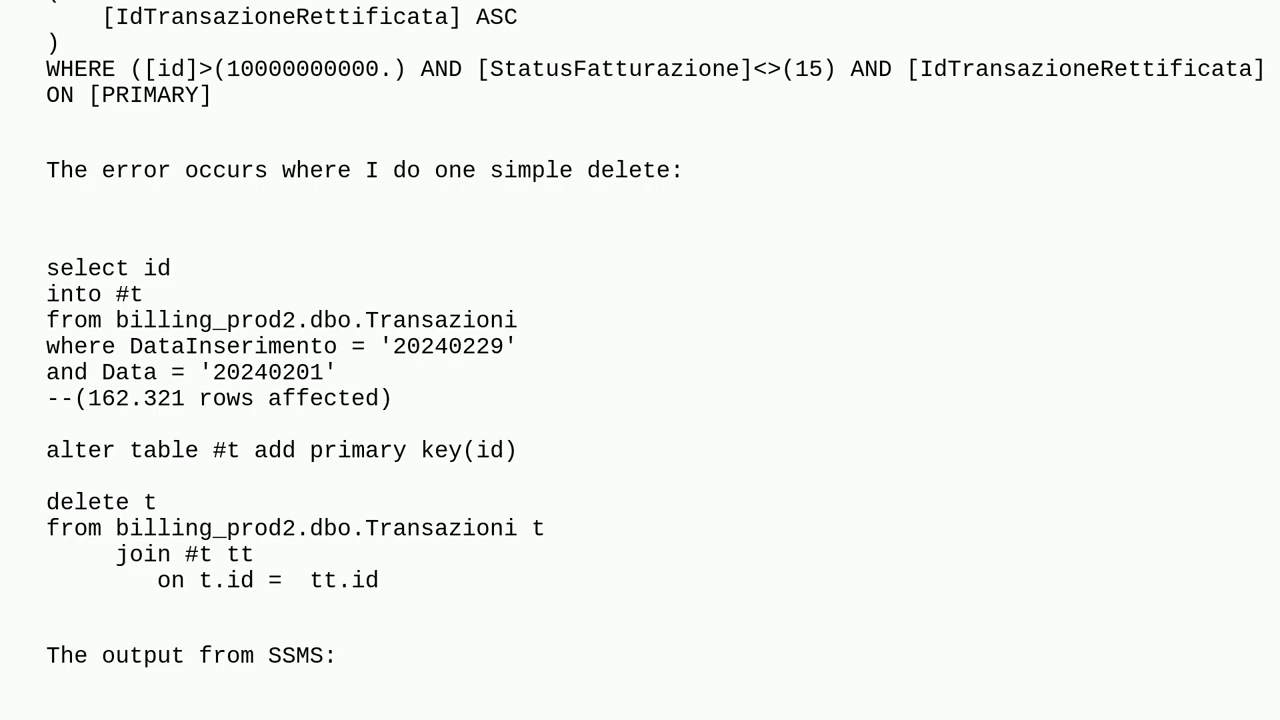 [IdTransazioneRettificata] ASC
)
WHERE ([id]>(10000000000.) AND [StatusFatturazione]<>(15) AND [IdTransazioneRettificata]
ON [PRIMARY]
The error occurs where I do one simple delete:
select id
into #t
from billing_prod2.dbo.Transazioni
where DataInserimento = '20240229'
and Data = '20240201'
--(162.321 rows affected)
alter table #t add primary key(id)
delete t
from billing_prod2.dbo.Transazioni t
join #t tt
on t.id =  tt.id
The output from SSMS: